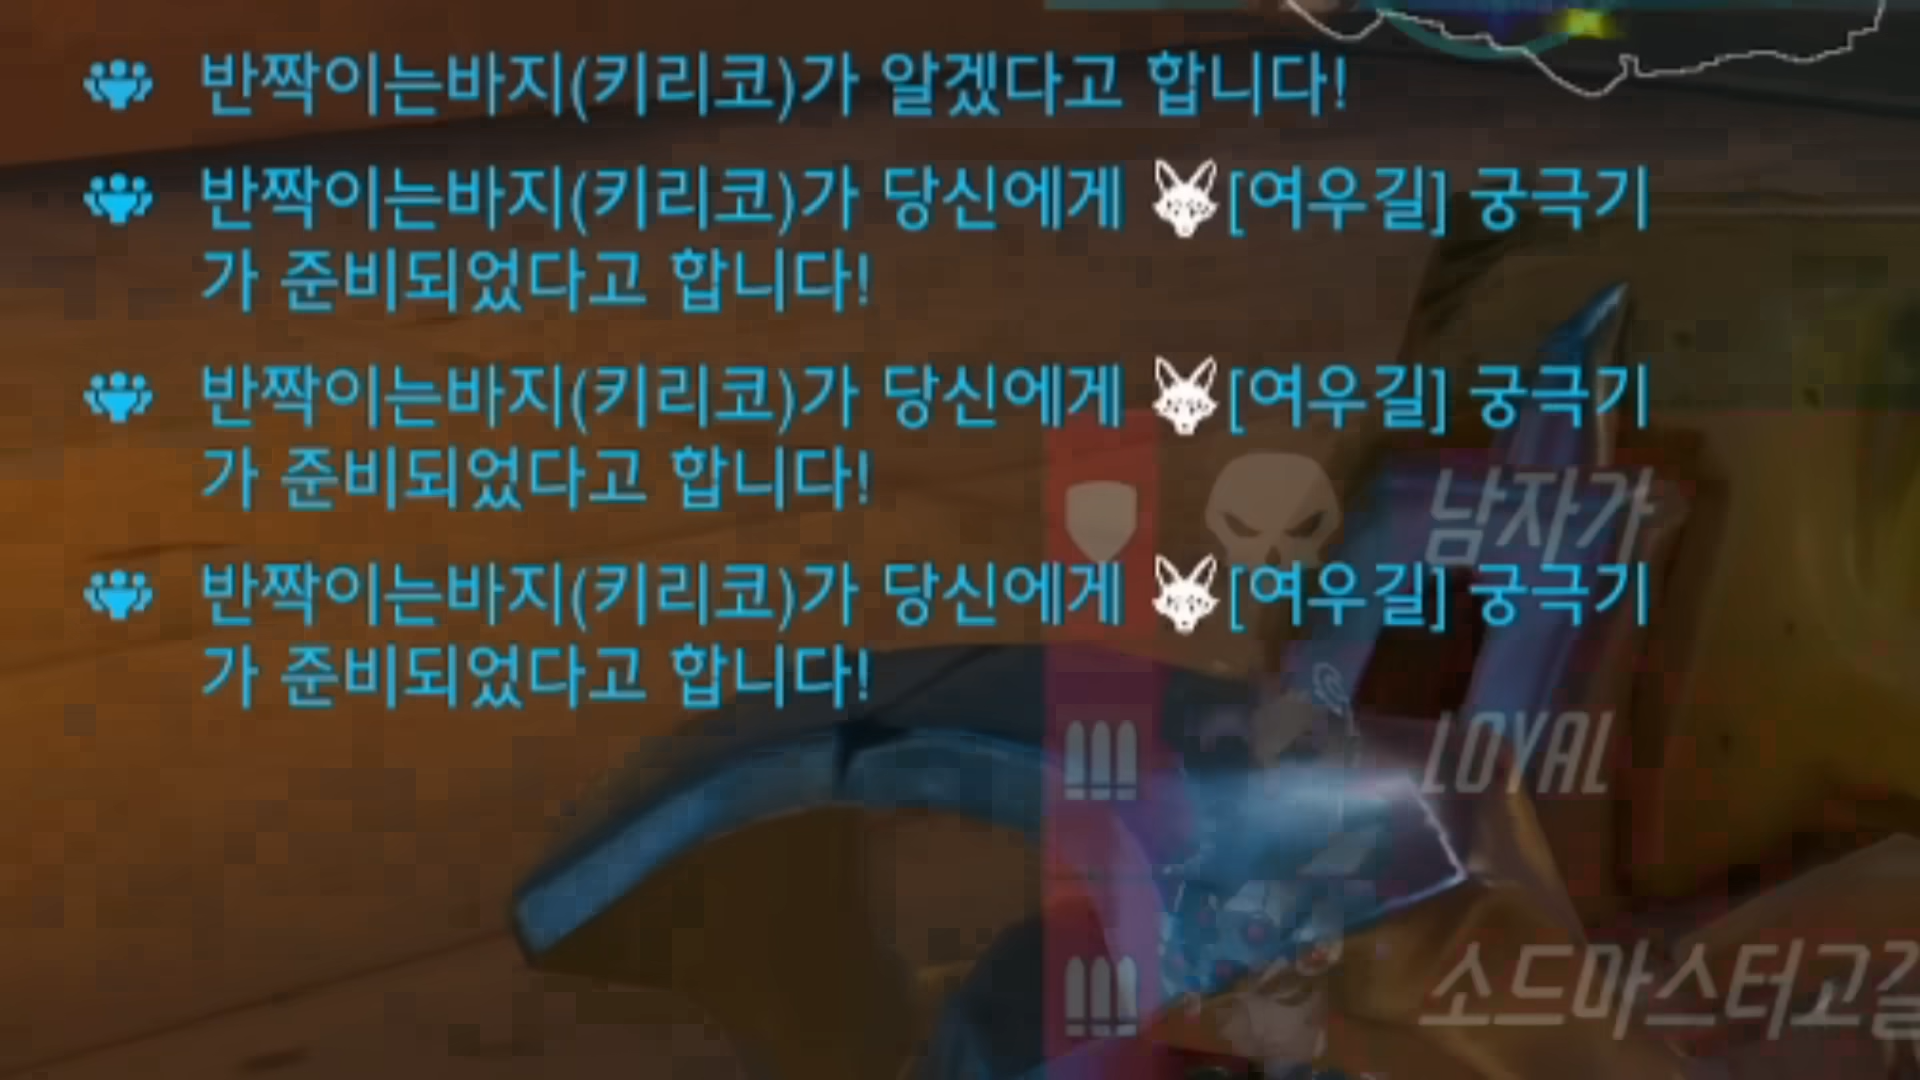 반짝이는바지(키리코)가 알겠다고 합니다!
반짝이는바지(키리코)가 당신에게 [여우길] 궁극기
가 준비되었다고 합니다!
반짝이는바지(키리코)가 당신에게 [여우길] 궁극기
가 준비되었다고 합니다!
남자가
반짝이는바지(키리코)가 당신에게 [여우길] 궁극기
가 준비되었다고 합니다!
LOYAL
소드마스터고길